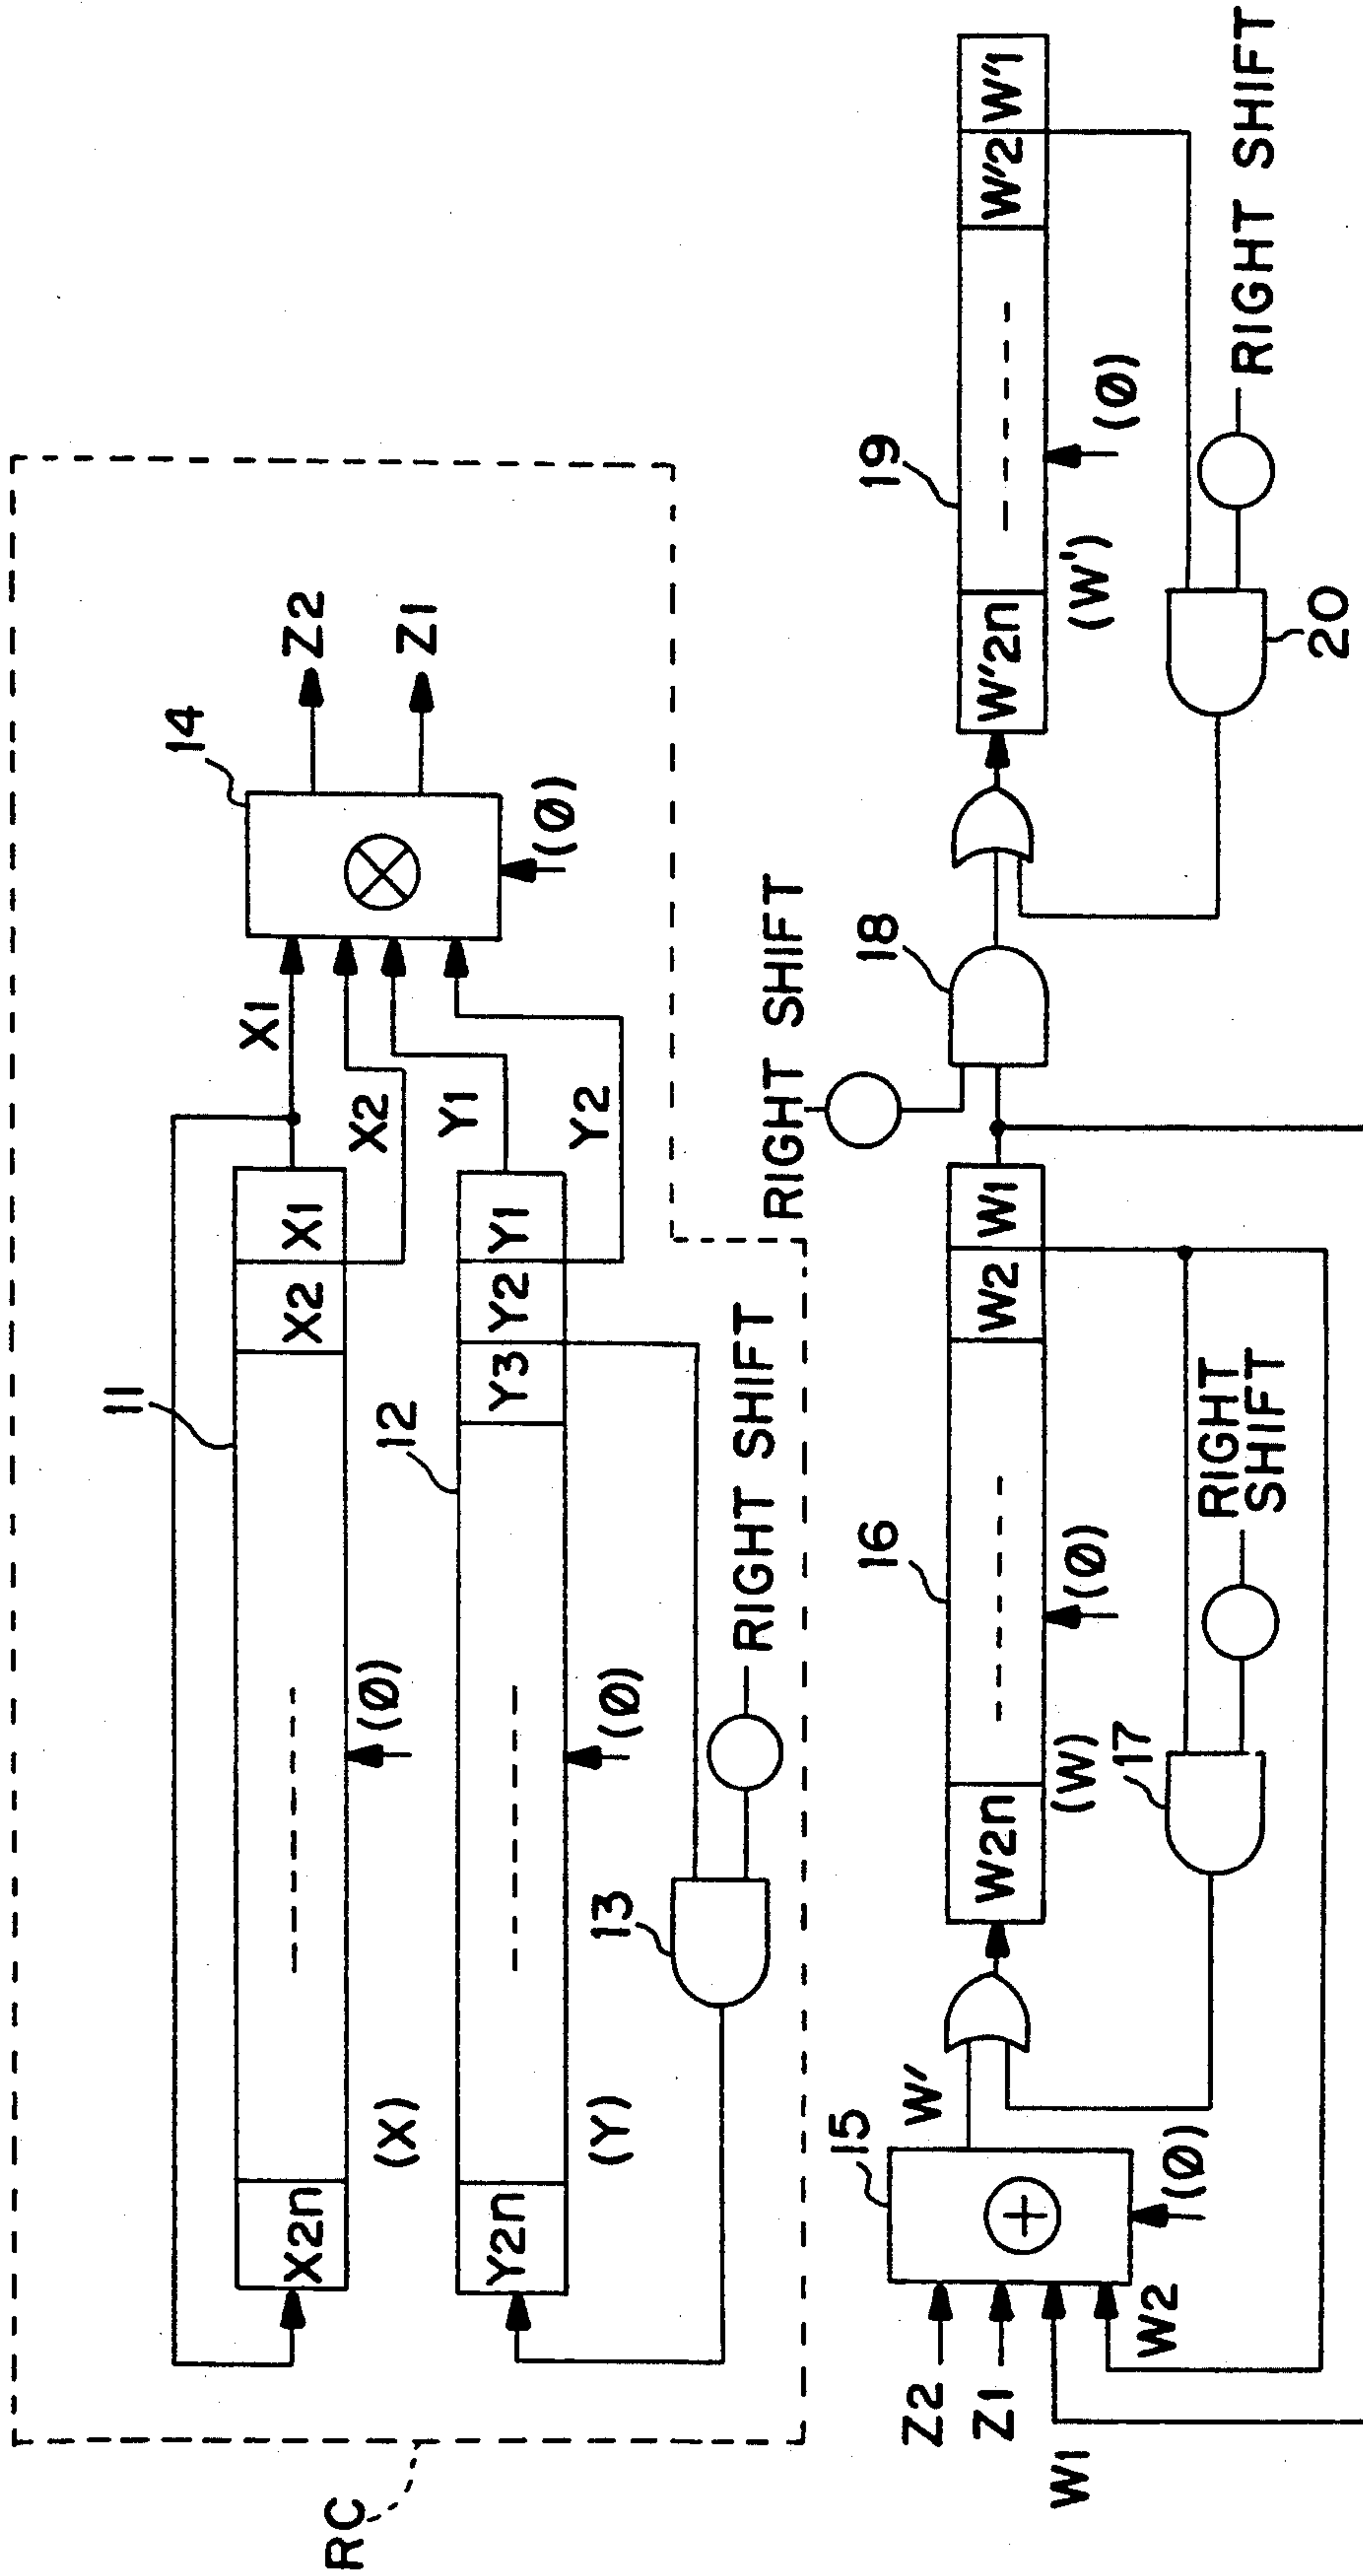 RC
11
X2n
X2
X1
X1
(X)
(Ø)
X2
12
Y2n
Y3
Y2
Y1
Y1
(Y)
(Ø)
Y2
13
RIGHT SHIFT
14
Z2
Z1
(Ø)
Z2
Z1
W1
W2
15
W'
(Ø)
16
W2n
W2
W1
(W)
(Ø)
17
RIGHT
SHIFT
RIGHT SHIFT
18
19
W'2n
W'2
W'1
(W')
(Ø)
20
RIGHT SHIFT